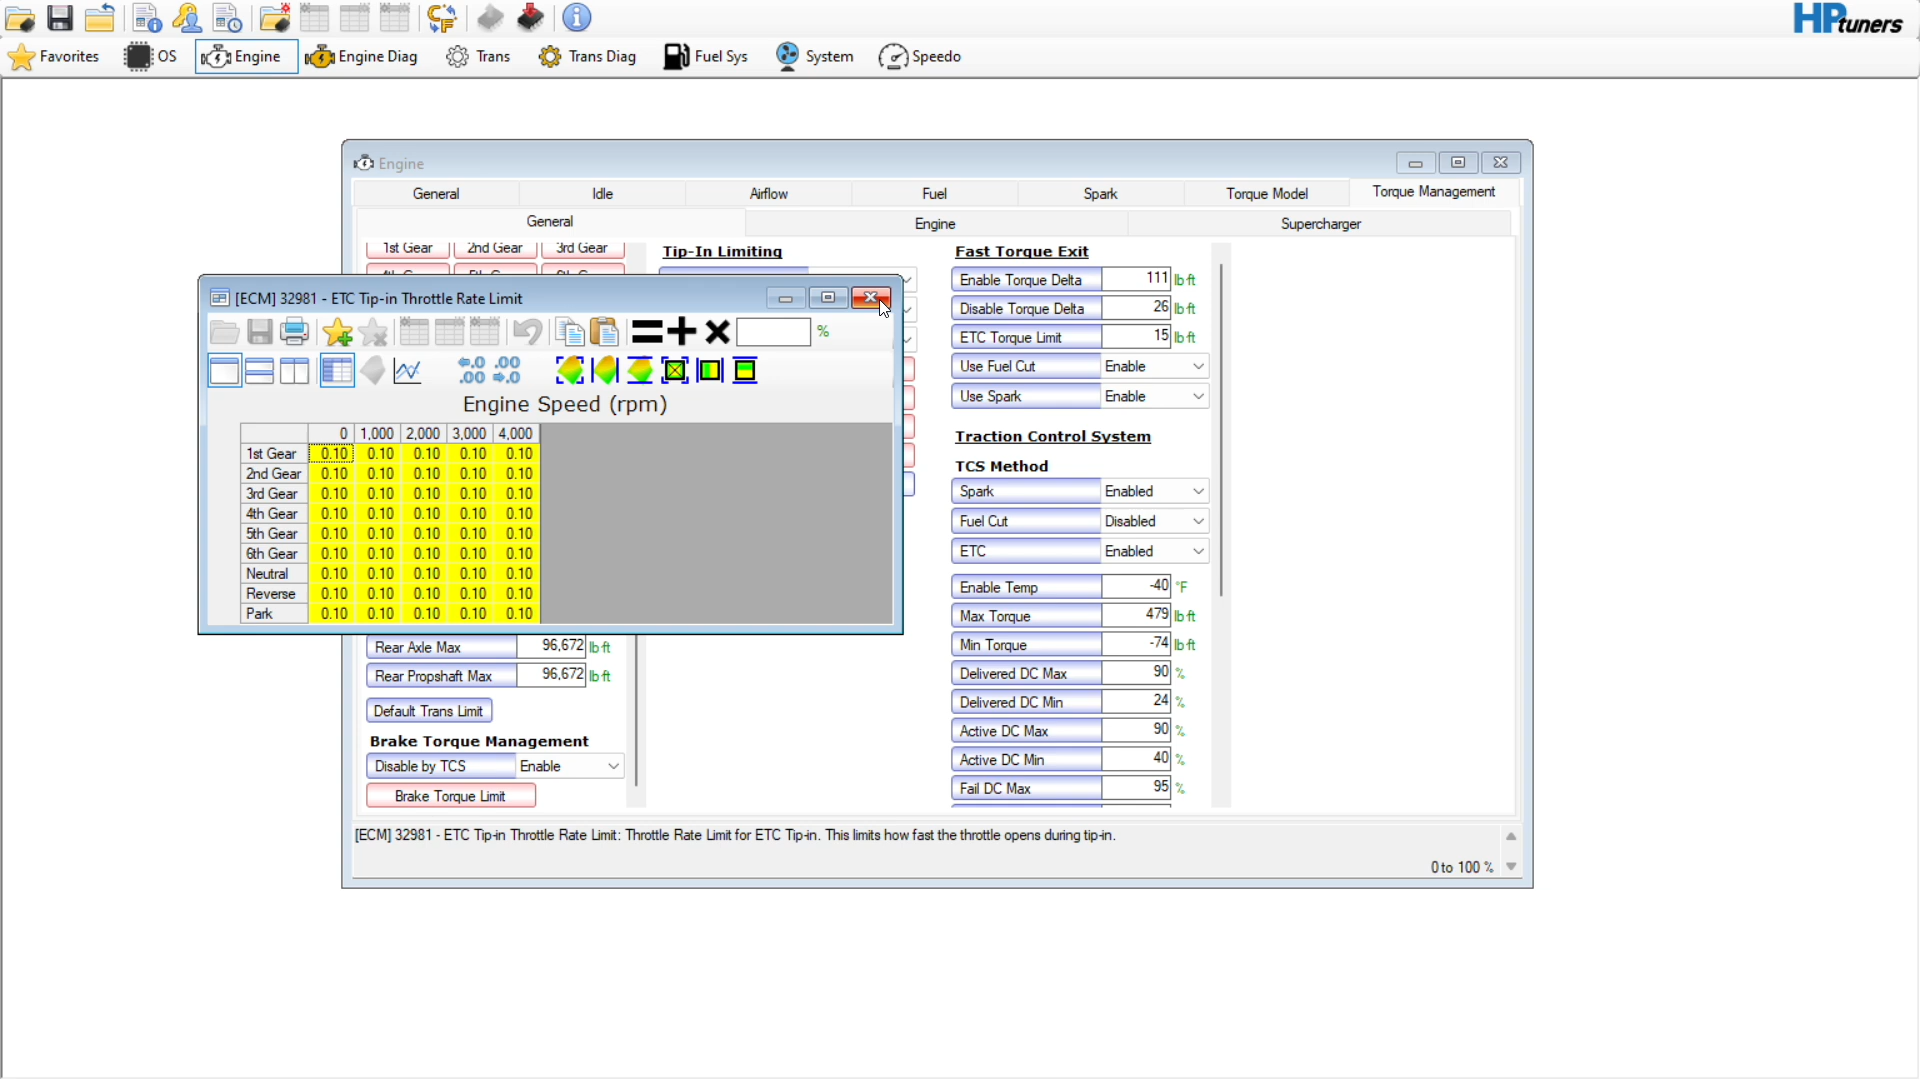 HPtuners
Favorites OS Engine Engine Diag Trans Trans Diag Fuel Sys System Speedo
Engine
General Idle Airflow Fuel Spark Torque Model Torque Management
General Engine Supercharger
1st Gear 2nd Gear 3rd Gear
Tip-In Limiting
Fast Torque Exit
Enable Torque Delta 111 lb·ft
Disable Torque Delta 26 lb·ft
ETC Torque Limit 15 lb·ft
Use Fuel Cut Enable
Use Spark Enable
Traction Control System
TCS Method
Spark Enabled
Fuel Cut Disabled
ETC Enabled
Enable Temp -40 °F
Max Torque 479 lb·ft
Min Torque -74 lb·ft
Delivered DC Max 90 %
Delivered DC Min 24 %
Active DC Max 90 %
Active DC Min 40 %
Fail DC Max 95 %
[ECM] 32981 - ETC Tip-in Throttle Rate Limit
%
←.0 .00
.00 →.0
Engine Speed (rpm)
0 1,000 2,000 3,000 4,000
1st Gear 0.10 0.10 0.10 0.10 0.10
2nd Gear 0.10 0.10 0.10 0.10 0.10
3rd Gear 0.10 0.10 0.10 0.10 0.10
4th Gear 0.10 0.10 0.10 0.10 0.10
5th Gear 0.10 0.10 0.10 0.10 0.10
6th Gear 0.10 0.10 0.10 0.10 0.10
Neutral 0.10 0.10 0.10 0.10 0.10
Reverse 0.10 0.10 0.10 0.10 0.10
Park 0.10 0.10 0.10 0.10 0.10
Rear Axle Max 96,672 lb·ft
Rear Propshaft Max 96,672 lb·ft
Default Trans Limit
Brake Torque Management
Disable by TCS Enable
Brake Torque Limit
[ECM] 32981 - ETC Tip-in Throttle Rate Limit: Throttle Rate Limit for ETC Tip-in. This limits how fast the throttle opens during tip-in.
0 to 100 %